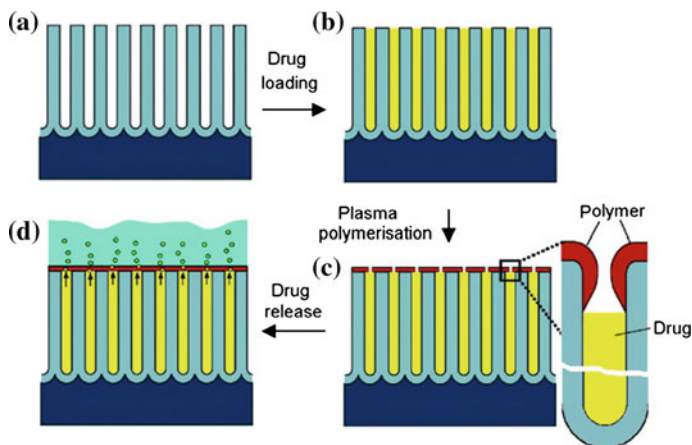 (a)
Drug
loading
(b)
(d)
Plasma
polymerisation
(c)
Polymer
Drug
Drug
release